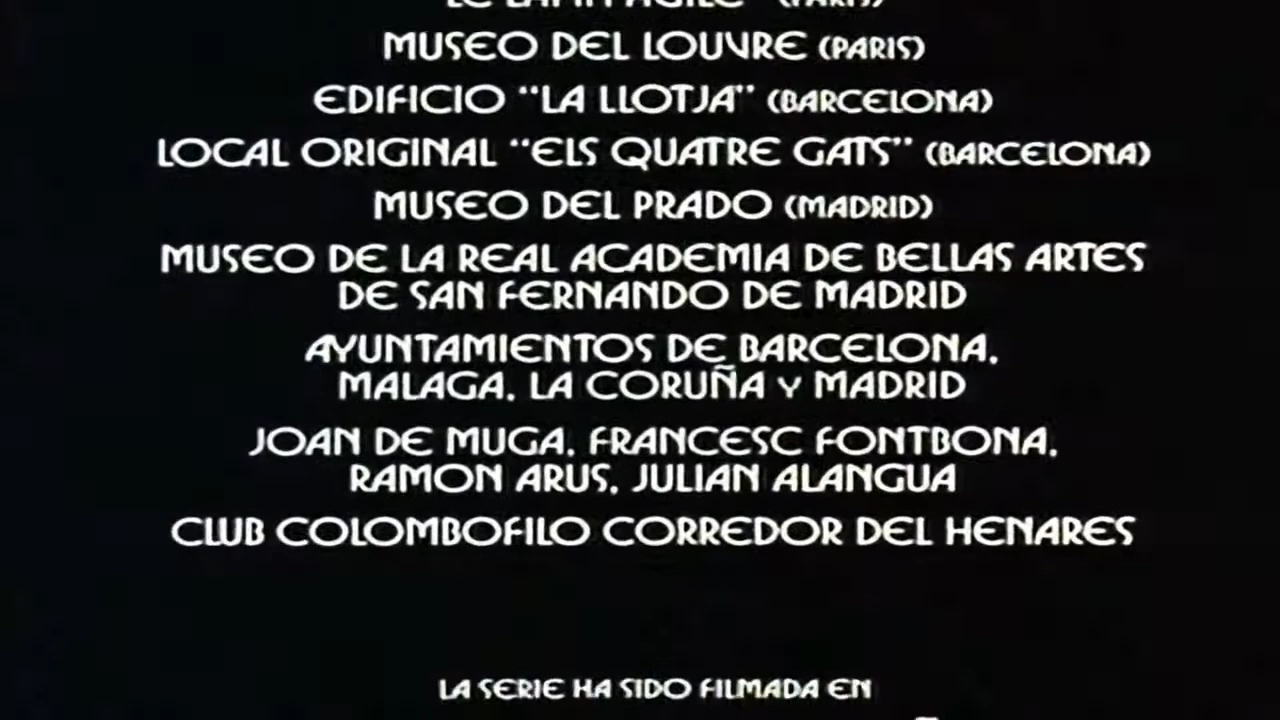 MUSEO DEL LOUVRE (PARIS)
EDIFICIO "LA LLOTJA" (BARCELONA)
LOCAL ORIGINAL "ELS QUATRE GATS" (BARCELONA)
MUSEO DEL PRADO (MADRID)
MUSEO DE LA REAL ACADEMIA DE BELLAS ARTES
DE SAN FERNANDO DE MADRID
AYUNTAMIENTOS DE BARCELONA,
MALAGA, LA CORUÑA Y MADRID
JOAN DE MUGA, FRANCESC FONTBONA,
RAMON ARUS, JULIAN ALANGUA
CLUB COLOMBOFILO CORREDOR DEL HENARES
LA SERIE HA SIDO FILMADA EN